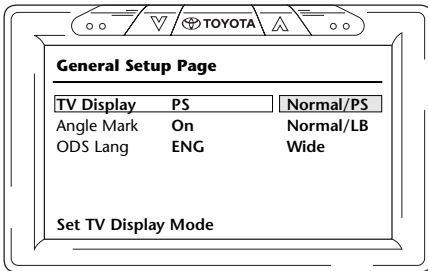 TOYOTA
General Setup Page
TV Display PS Normal/PS
Angle Mark On Normal/LB
ODS Lang ENG Wide
Set TV Display Mode